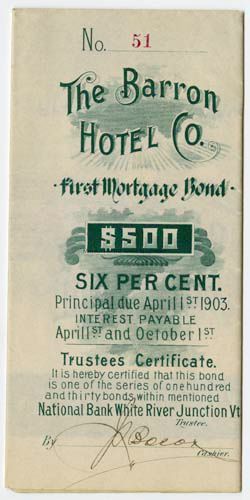 No. 51
The Barron
HOTEL CO.
First Mortgage Bond
$500
SIX PER CENT.
Principal due April 1ST 1903.
INTEREST PAYABLE
April 1ST and October 1ST
Trustees Certificate.
It is hereby certified that this bond
is one of the series of one hundred
and thirty bonds within mentioned
National Bank White River Junction Vt
Trustee.
By
Cashier.